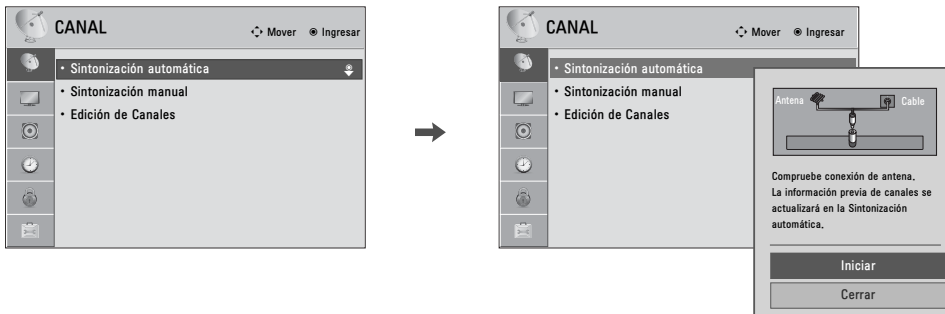 CANAL
Mover Ingresar
• Sintonización automática
• Sintonización manual
• Edición de Canales
CANAL
Mover Ingresar
• Sintonización automática
• Sintonización manual
• Edición de Canales
Antena Cable
Compruebe conexión de antena.
La información previa de canales se
actualizará en la Sintonización
automática.
Iniciar
Cerrar